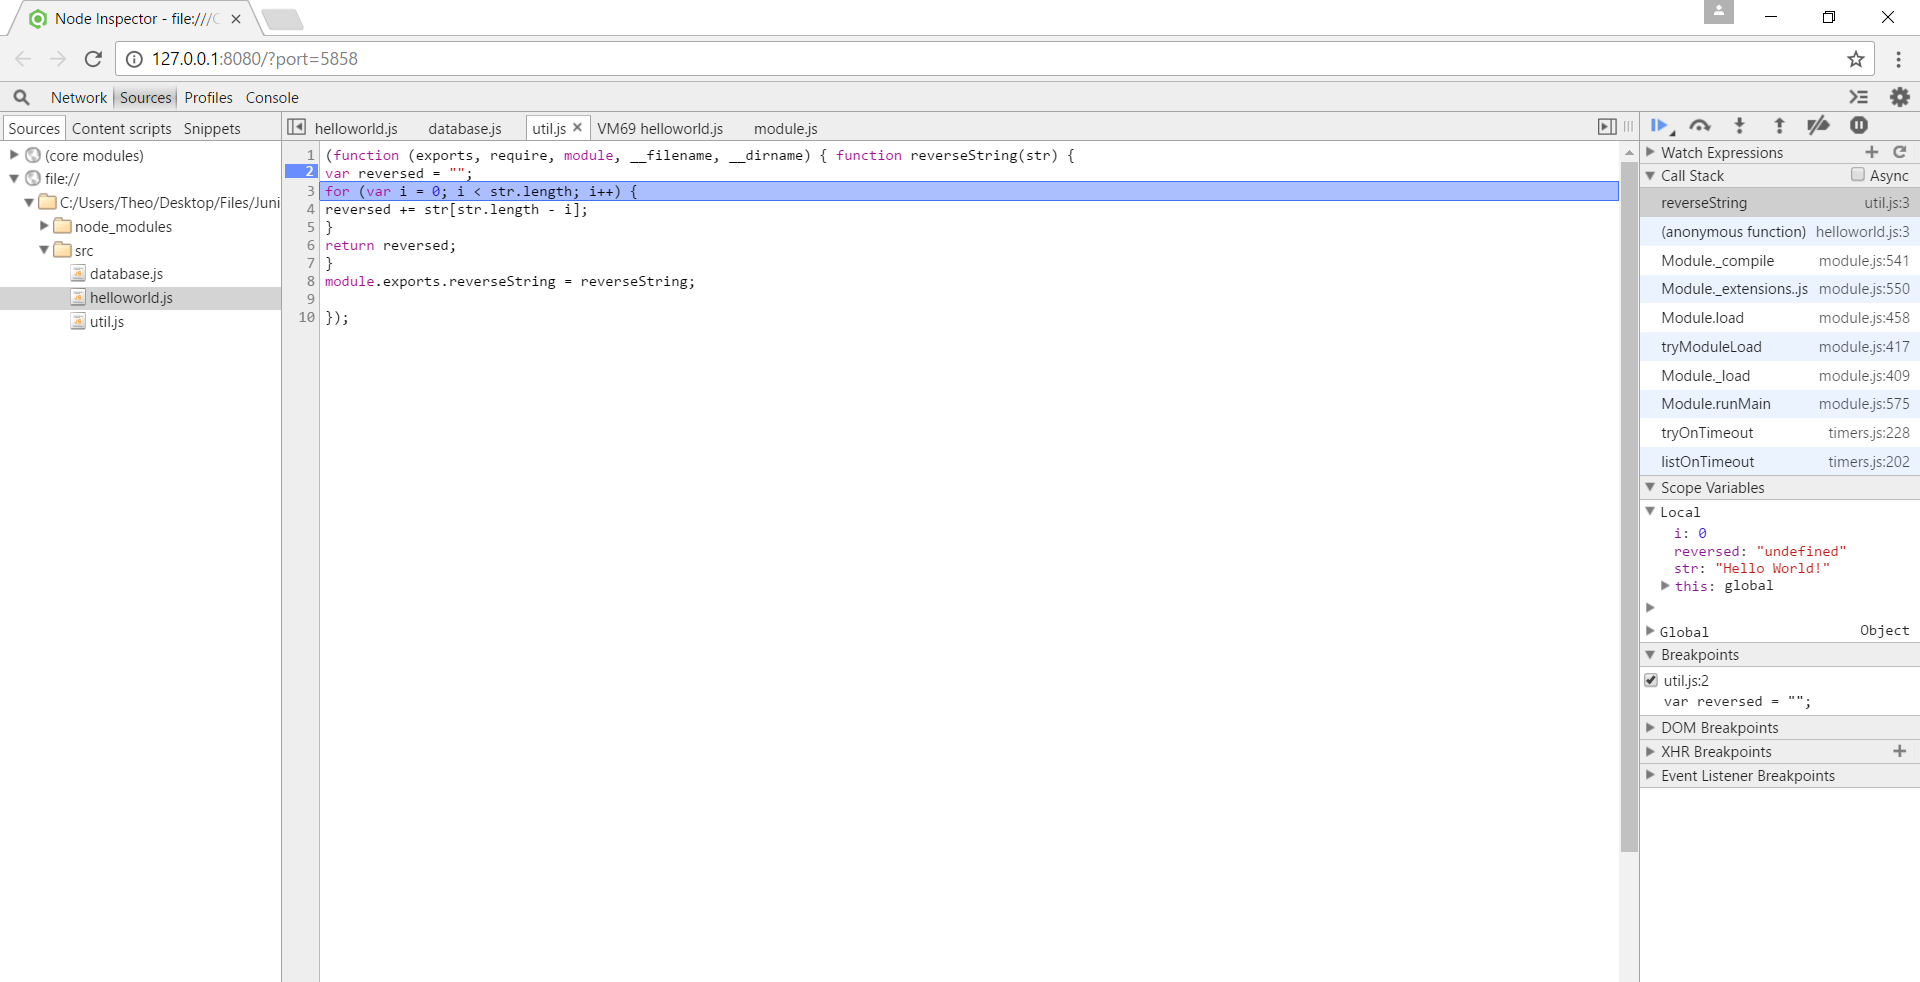 Node Inspector - file:///C
127.0.0.1:8080/?port=5858
Network Sources Profiles Console
Sources Content scripts Snippets
(core modules)
file://
C:/Users/Theo/Desktop/Files/Juni
node_modules
src
database.js
helloworld.js
util.js
helloworld.js database.js util.js VM69 helloworld.js module.js
1 (function (exports, require, module, __filename, __dirname) { function reverseString(str) {
2 var reversed = "";
3 for (var i = 0; i < str.length; i++) {
4 reversed += str[str.length - i];
5 }
6 return reversed;
7 }
8 module.exports.reverseString = reverseString;
9
10 });
Watch Expressions
Call Stack Async
reverseString util.js:3
(anonymous function) helloworld.js:3
Module._compile module.js:541
Module._extensions..js module.js:550
Module.load module.js:458
tryModuleLoad module.js:417
Module._load module.js:409
Module.runMain module.js:575
tryOnTimeout timers.js:228
listOnTimeout timers.js:202
Scope Variables
Local
i: 0
reversed: "undefined"
str: "Hello World!"
this: global
Global Object
Breakpoints
util.js:2
var reversed = "";
DOM Breakpoints
XHR Breakpoints
Event Listener Breakpoints